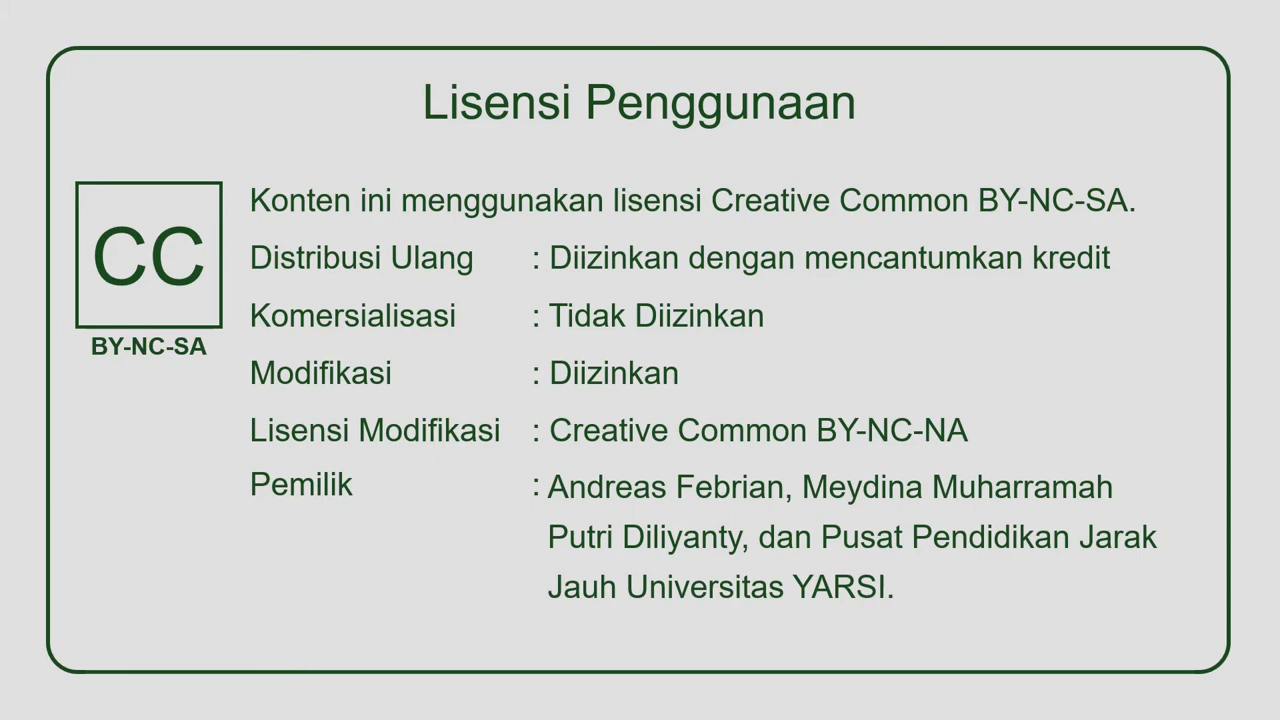 Lisensi Penggunaan
CC
BY-NC-SA
Konten ini menggunakan lisensi Creative Common BY-NC-SA.
Distribusi Ulang : Diizinkan dengan mencantumkan kredit
Komersialisasi : Tidak Diizinkan
Modifikasi : Diizinkan
Lisensi Modifikasi : Creative Common BY-NC-NA
Pemilik : Andreas Febrian, Meydina Muharramah
Putri Diliyanty, dan Pusat Pendidikan Jarak
Jauh Universitas YARSI.